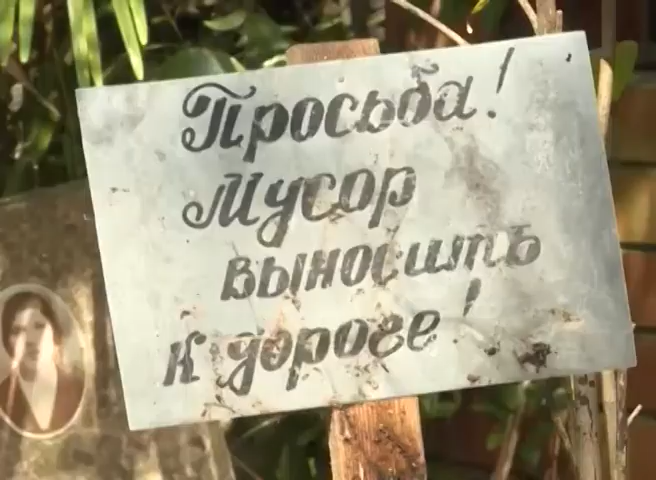 Просьба!
Мусор
выносить
к дороге!